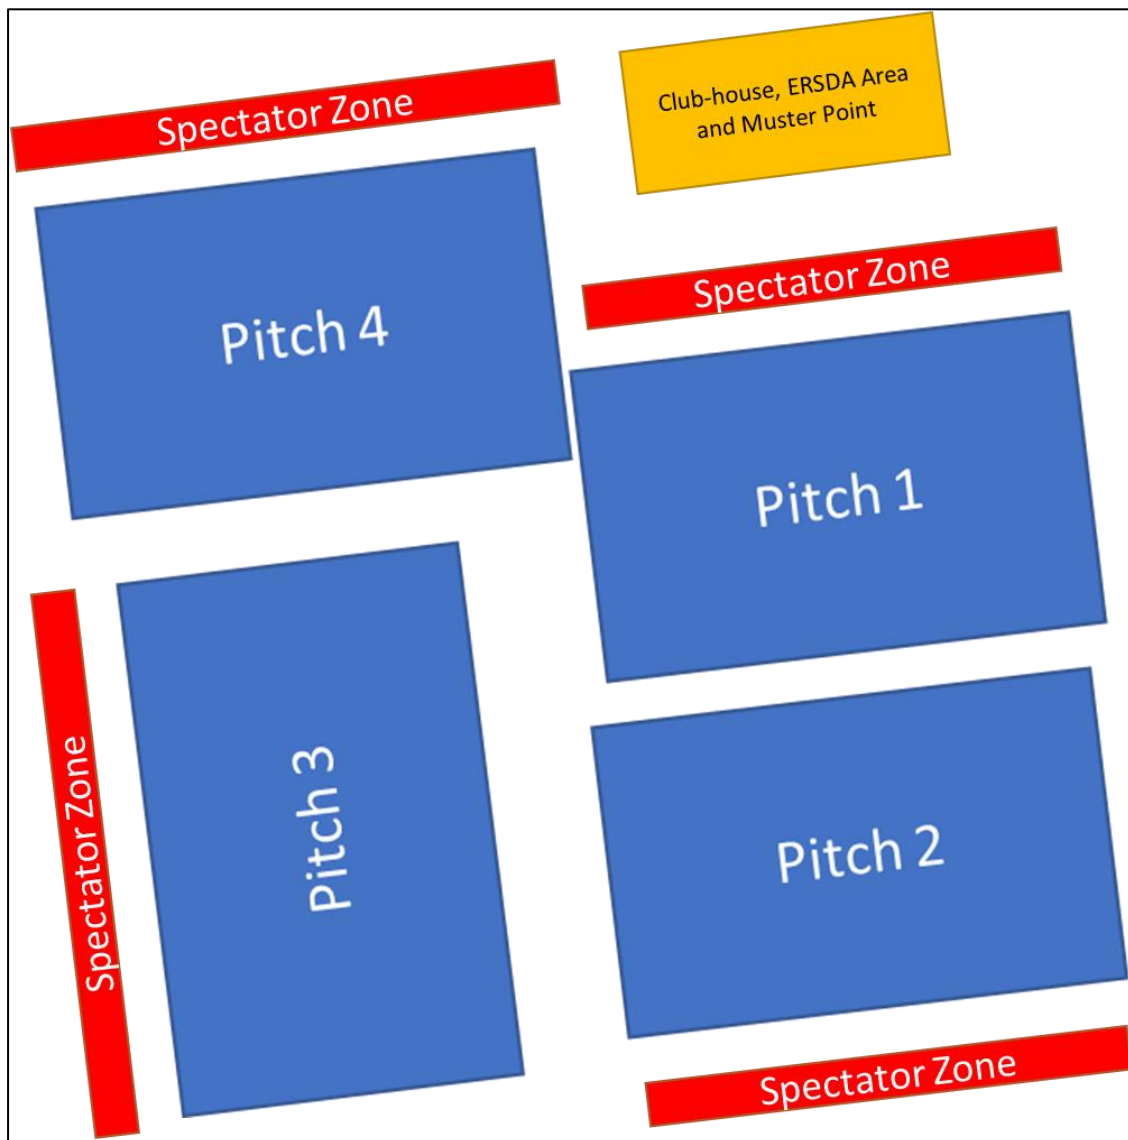 Spectator Zone
Club-house, ERSDA Area
and Muster Point
Pitch 4
Spectator Zone
Pitch 1
Spectator Zone
Pitch 3
Pitch 2
Spectator Zone